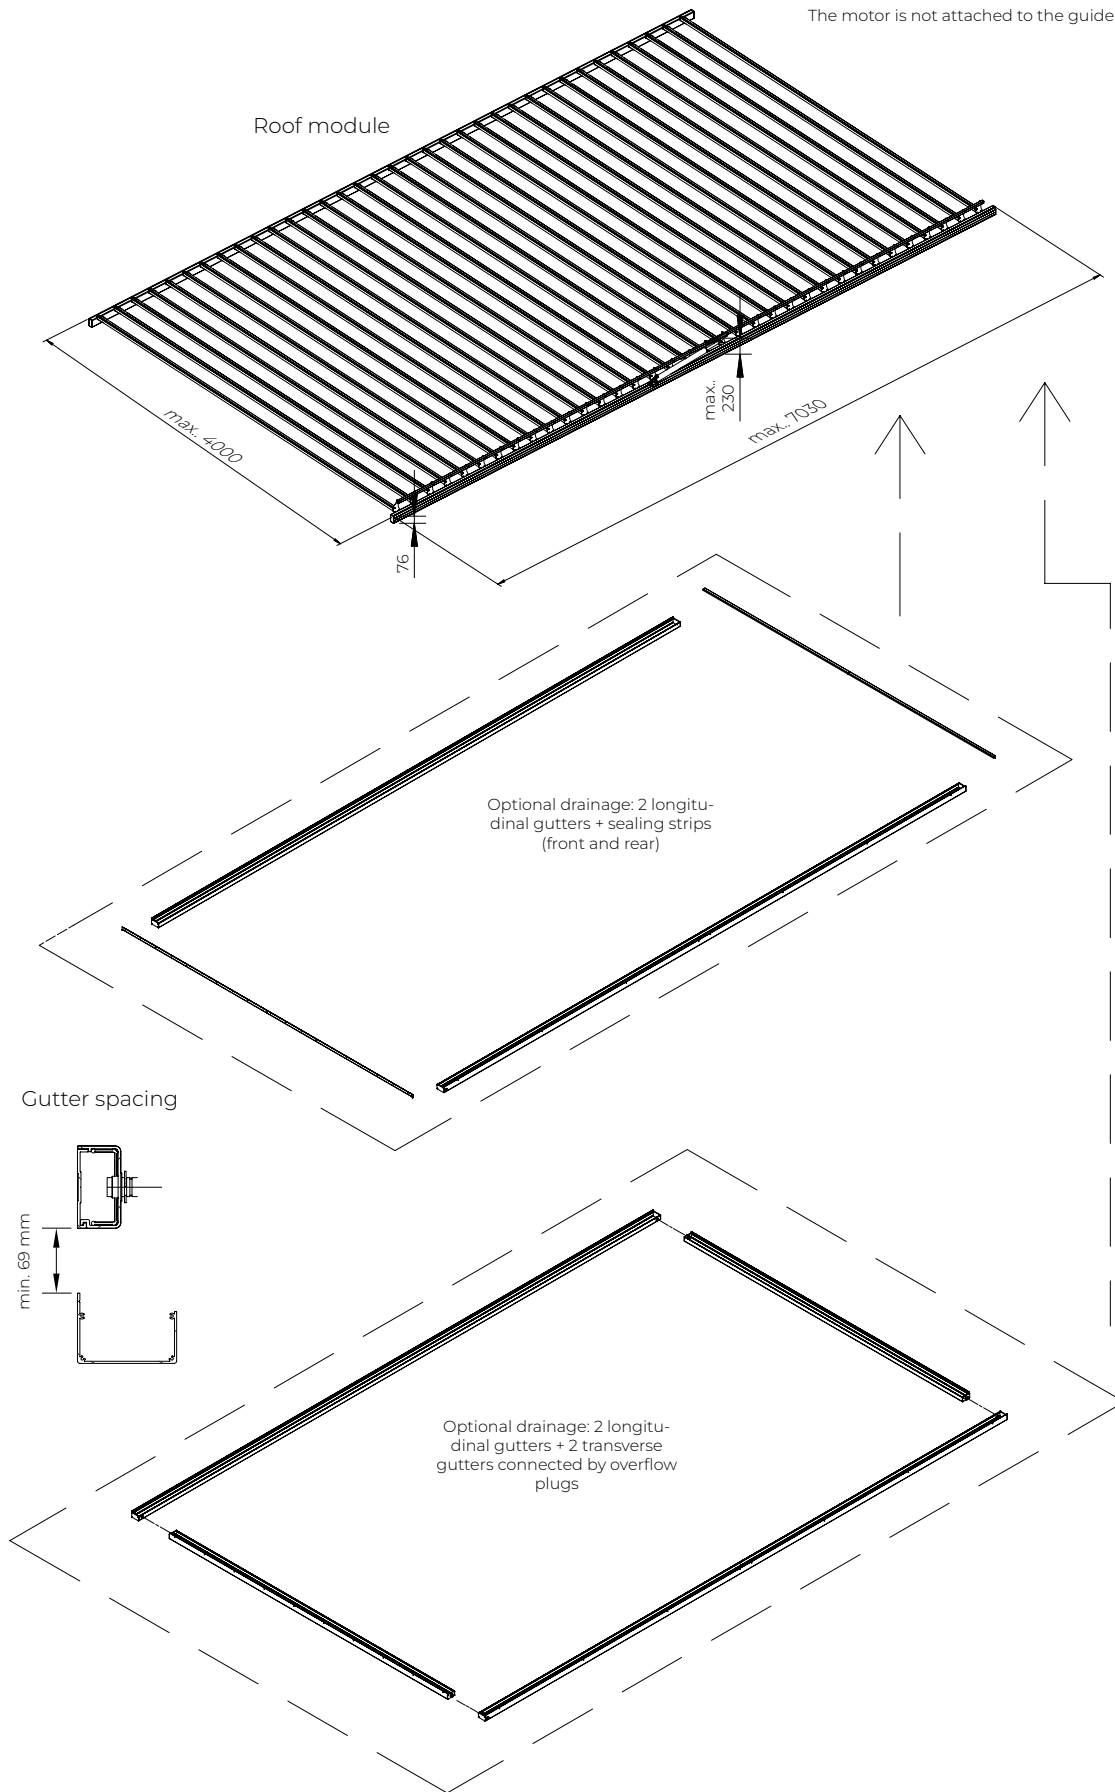 The motor is not attached to the guide
Roof module
max.. 4000
max..
230
max.. 7030
76
Optional drainage: 2 longitu-
dinal gutters + sealing strips
(front and rear)
Gutter spacing
min. 69 mm
Optional drainage: 2 longitu-
dinal gutters + 2 transverse
gutters connected by overflow
plugs